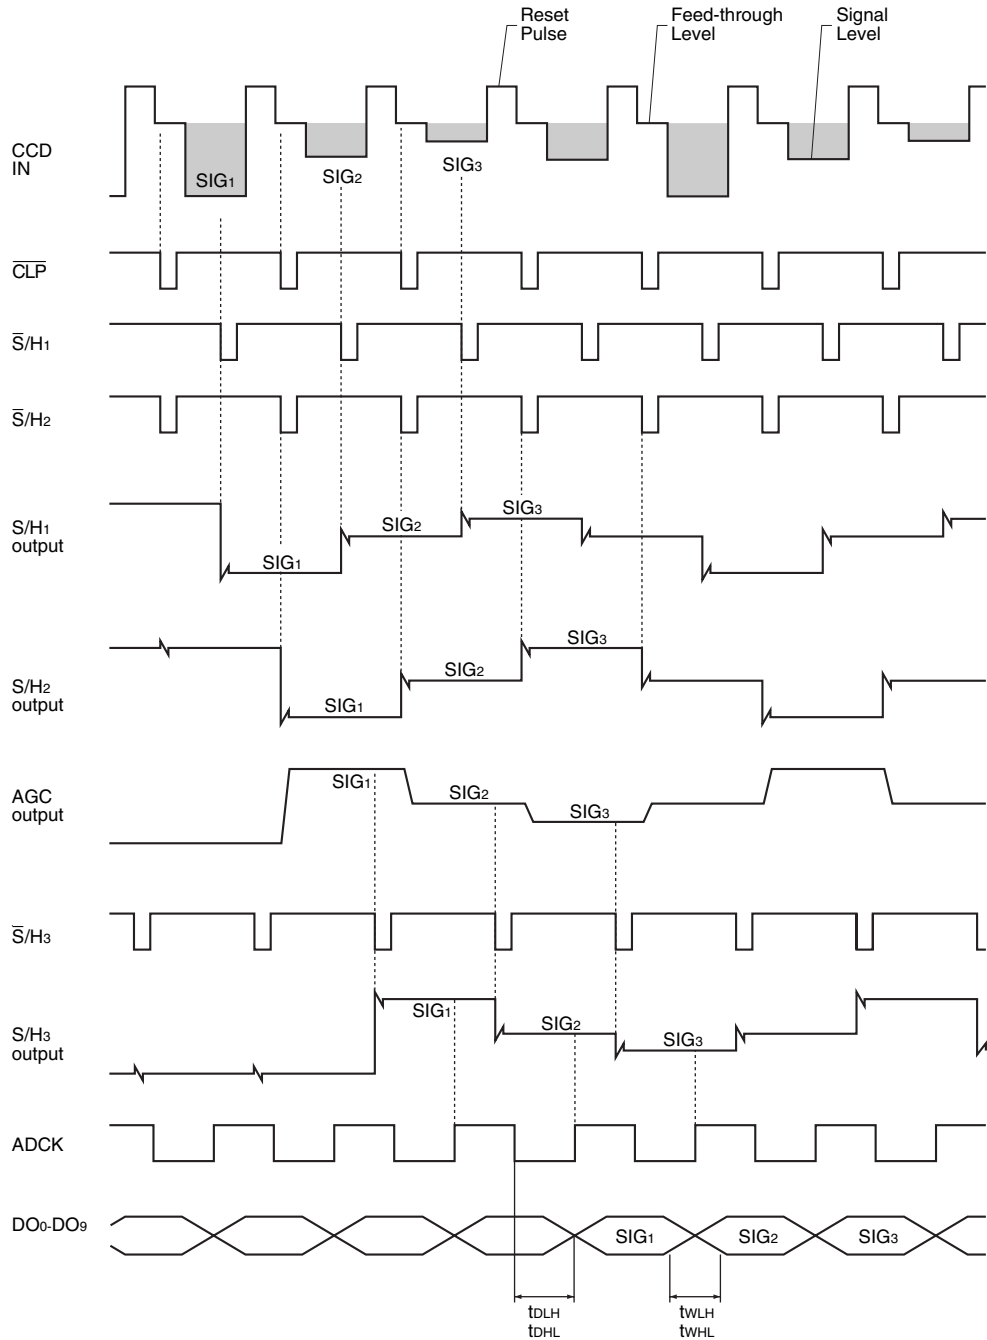 Reset
Pulse
Feed-through
Level
Signal
Level
CCD
IN
SIG1
SIG2
SIG3
C̅L̅P̅
S̅/H1
S̅/H2
S/H1
output
SIG1
SIG2
SIG3
S/H2
output
SIG1
SIG2
SIG3
AGC
output
SIG1
SIG2
SIG3
S̅/H3
S/H3
output
SIG1
SIG2
SIG3
ADCK
DO0-DO9
SIG1
SIG2
SIG3
tDLH
tDHL
tWLH
tWHL